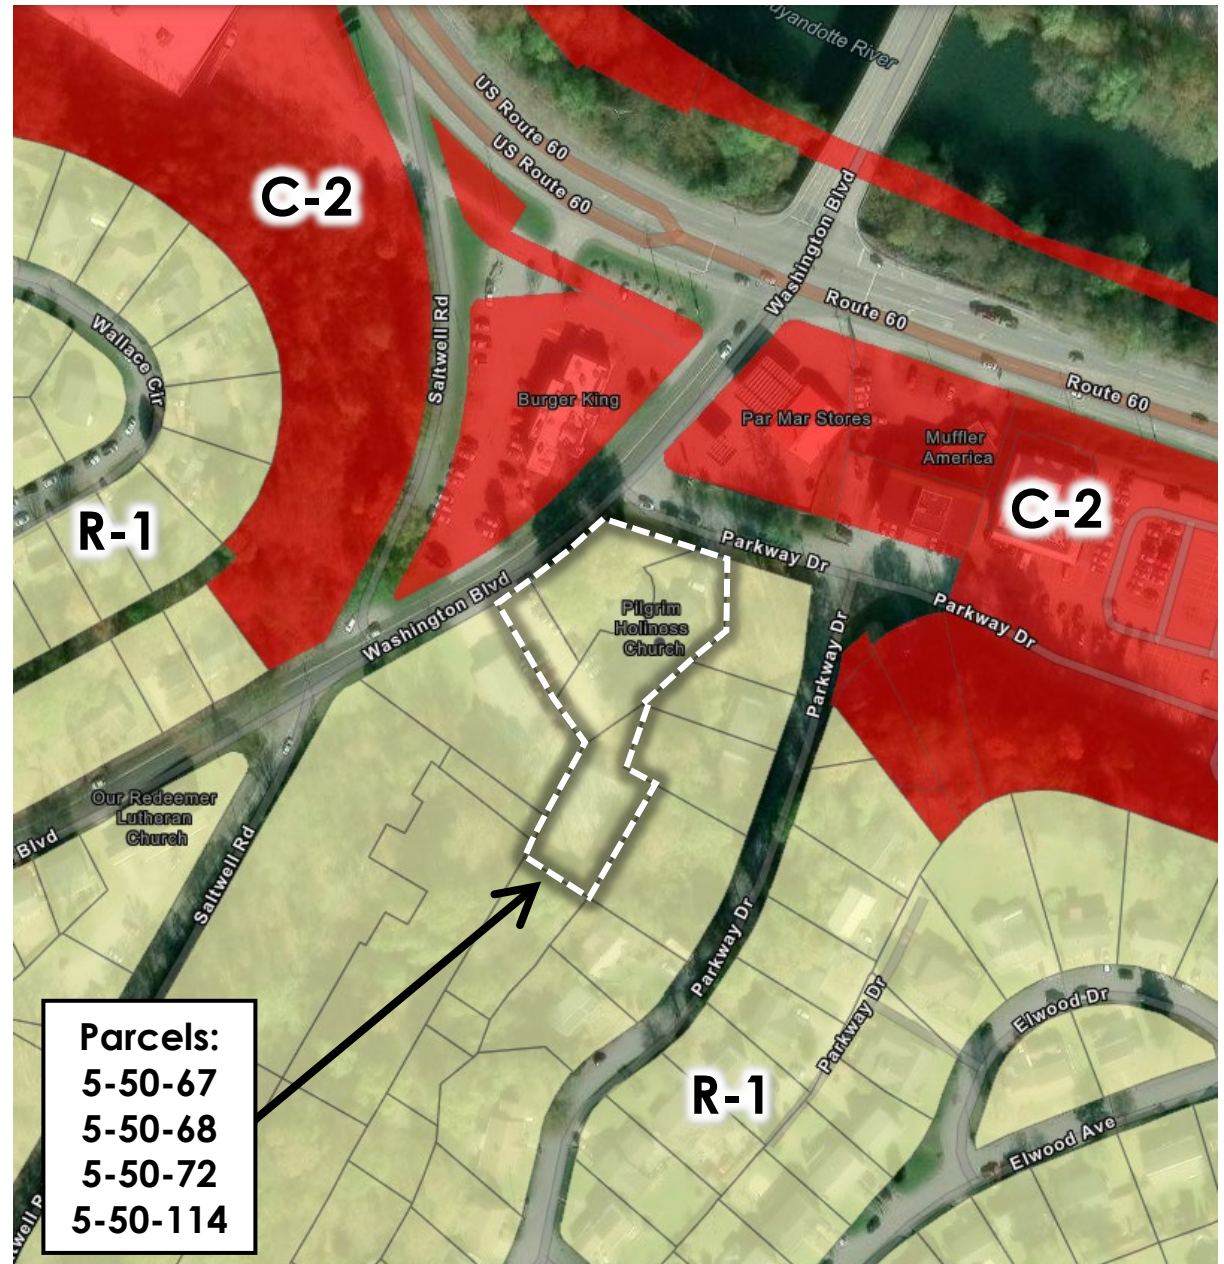 uyandotte River
US Route 60
US Route 60
C-2
Washington Blvd
Saltwell Rd
Route 60
Wallace Cir
Route 60
Burger King
Par Mar Stores
Muffler
America
C-2
R-1
Parkway Dr
Washington Blvd
Pilgrim
Holiness
Church
Parkway Dr
Parkway Dr
Our Redeemer
Lutheran
Church
Blvd
Saltwell Rd
Parkway Dr
Parkway Dr
Elwood Dr
R-1
Elwood Ave
Parcels:
5-50-67
5-50-68
5-50-72
5-50-114
twell R